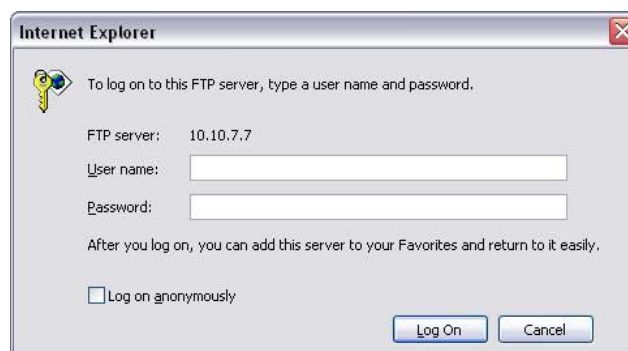 Internet Explorer
To log on to this FTP server, type a user name and password.
FTP server: 10.10.7.7
User name:
Password:
After you log on, you can add this server to your Favorites and return to it easily.
Log on anonymously
Log On Cancel